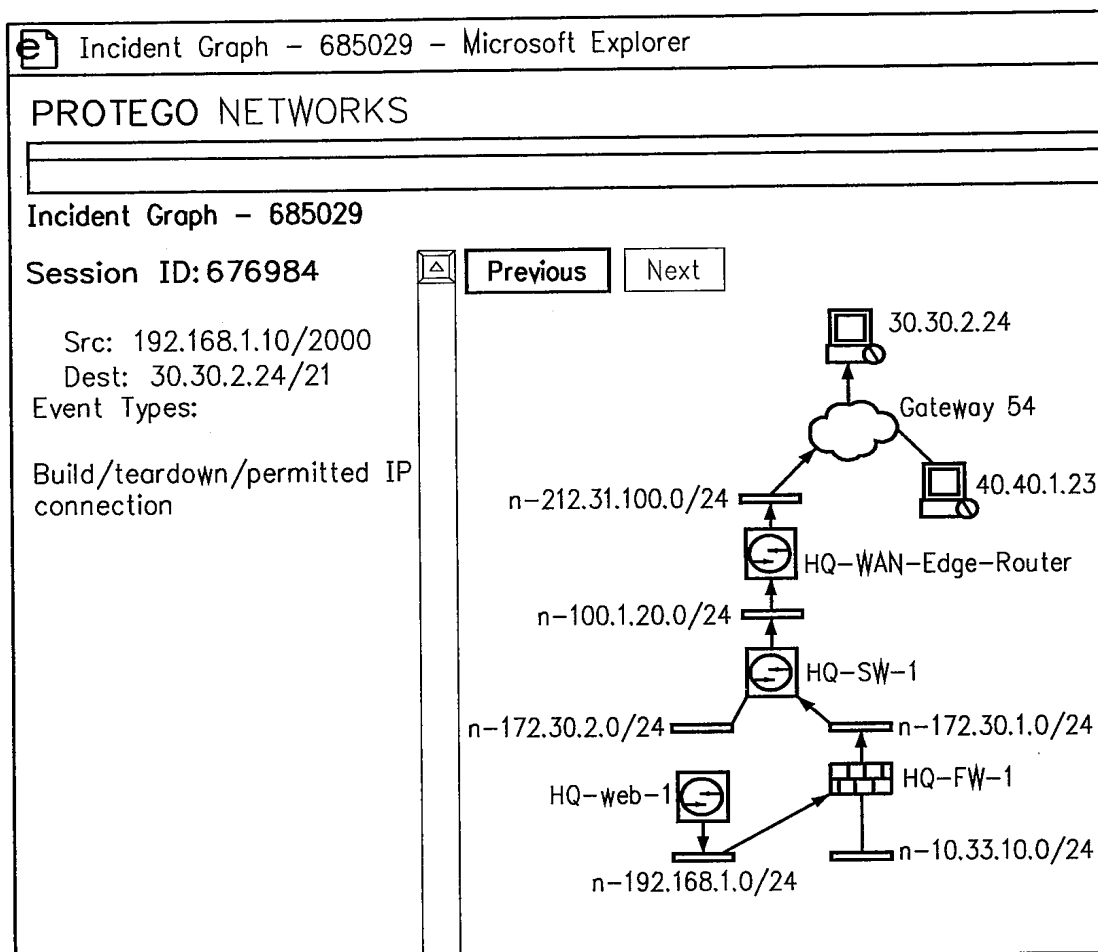 Incident Graph – 685029 – Microsoft Explorer
PROTEGO NETWORKS
Incident Graph – 685029
Session ID: 676984
Previous
Next
Src: 192.168.1.10/2000
Dest: 30.30.2.24/21
Event Types:
Build/teardown/permitted IP
connection
30.30.2.24
Gateway 54
40.40.1.23
n-212.31.100.0/24
HQ-WAN-Edge-Router
n-100.1.20.0/24
HQ-SW-1
n-172.30.2.0/24
n-172.30.1.0/24
HQ-web-1
HQ-FW-1
n-10.33.10.0/24
n-192.168.1.0/24